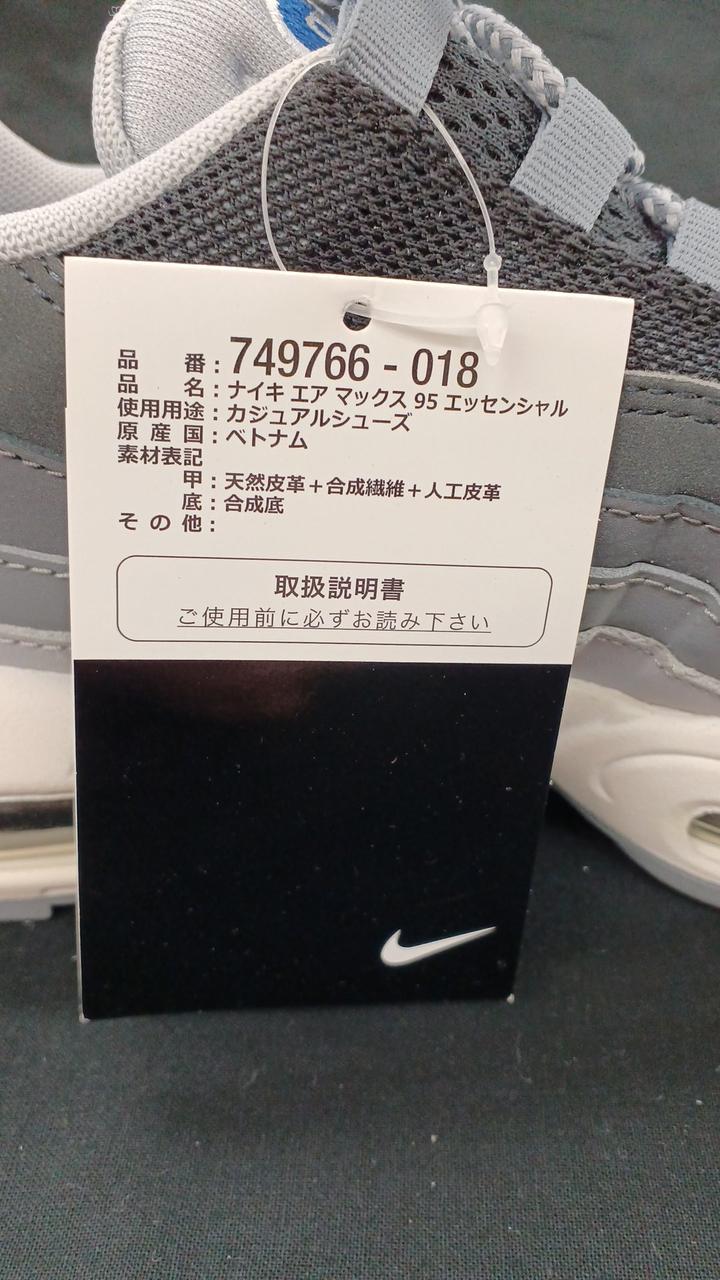 品 番：749766 - 018
品 名：ナイキ エア マックス 95 エッセンシャル
使用用途：カジュアルシューズ
原 産 国：ベトナム
素材表記
甲：天然皮革＋合成繊維＋人工皮革
底：合成底
そ の 他：
取扱説明書
ご使用前に必ずお読み下さい